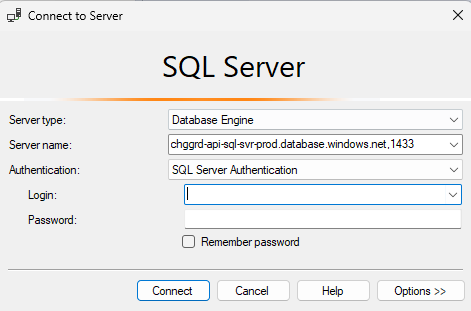 Connect to Server
SQL Server
Server type: Database Engine
Server name: chggrd-api-sql-svr-prod.database.windows.net,1433
Authentication: SQL Server Authentication
Login:
Password:
Remember password
Connect Cancel Help Options >>